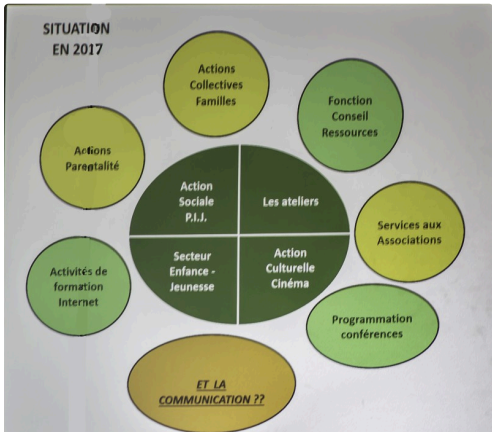 SITUATION
EN 2017
Actions
Collectives
Familles
Fonction
Conseil
Ressources
Actions
Parentalité
Action
Sociale
P.I.J.
Les ateliers
Services aux
Associations
Secteur
Enfance -
Jeunesse
Action
Culturelle
Cinéma
Activités de
formation
Internet
Programmation
conférences
ET LA
COMMUNICATION ??